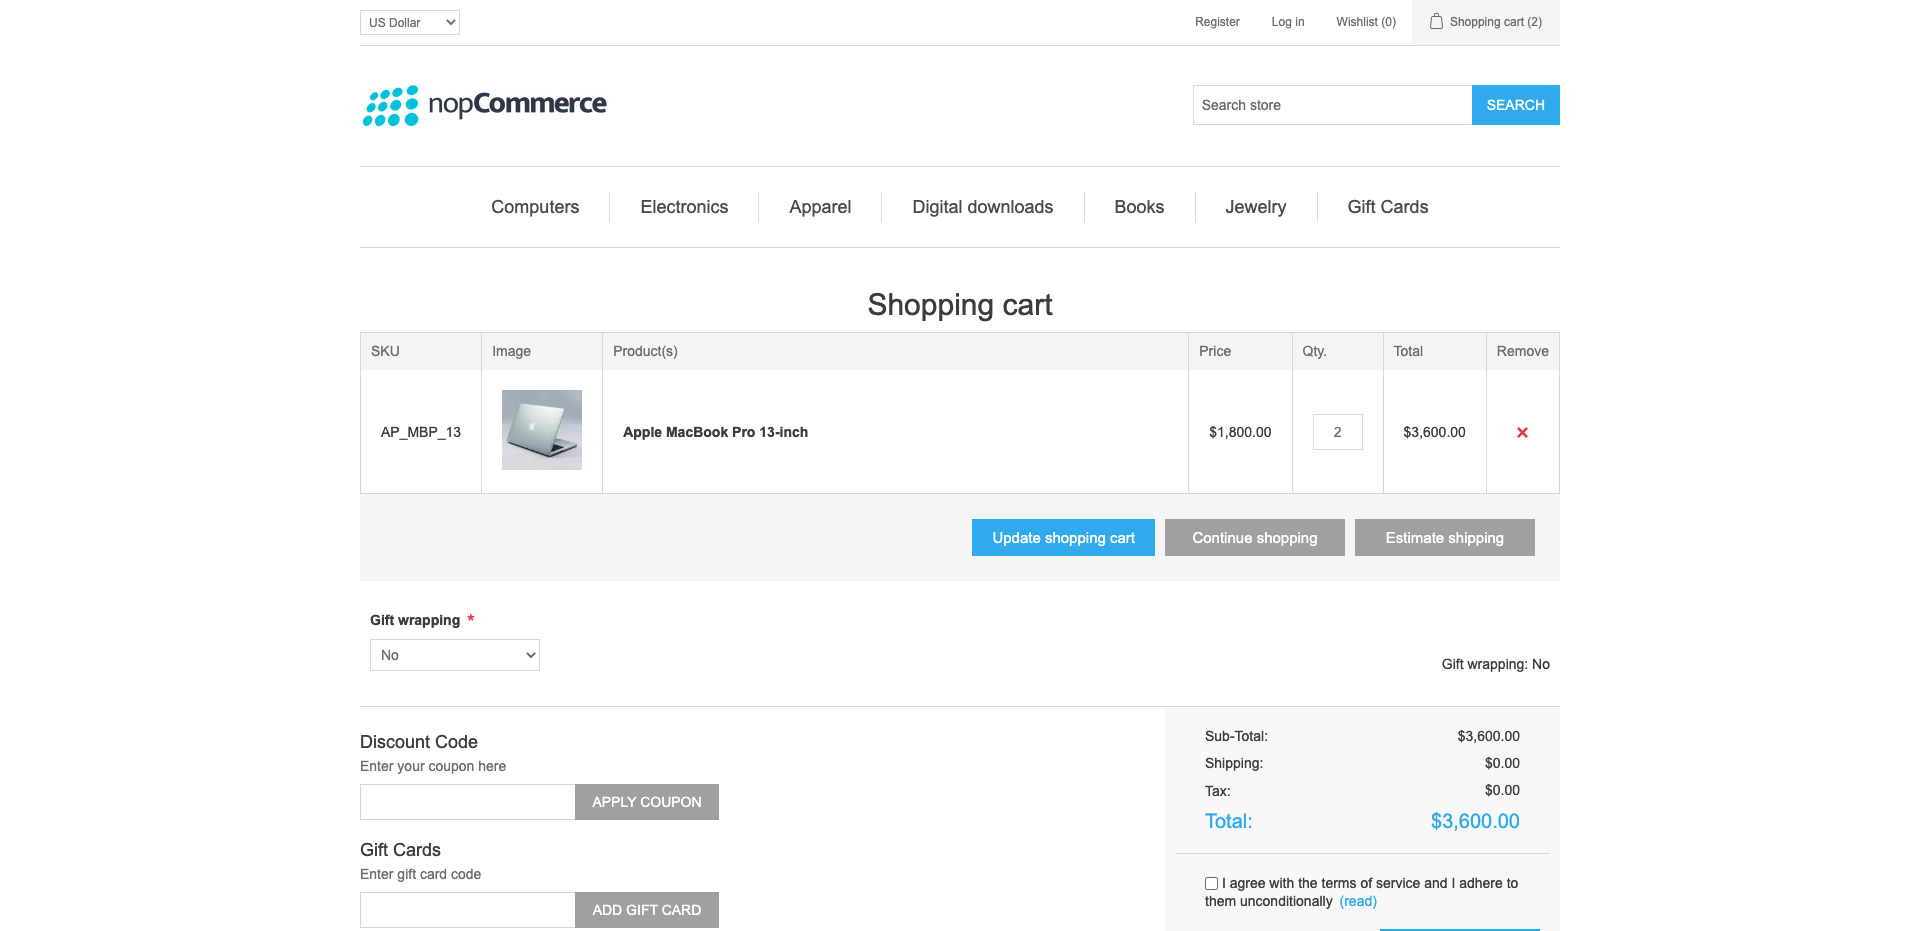 US Dollar
Register
Log in
Wishlist (0)
Shopping cart (2)
nopCommerce
Search store
SEARCH
Computers
Electronics
Apparel
Digital downloads
Books
Jewelry
Gift Cards
Shopping cart
SKU
Image
Product(s)
Price
Qty.
Total
Remove
AP_MBP_13
Apple MacBook Pro 13-inch
$1,800.00
2
$3,600.00
Update shopping cart
Continue shopping
Estimate shipping
Gift wrapping *
No
Gift wrapping: No
Discount Code
Enter your coupon here
APPLY COUPON
Gift Cards
Enter gift card code
ADD GIFT CARD
Sub-Total: $3,600.00
Shipping: $0.00
Tax: $0.00
Total: $3,600.00
I agree with the terms of service and I adhere to
them unconditionally (read)